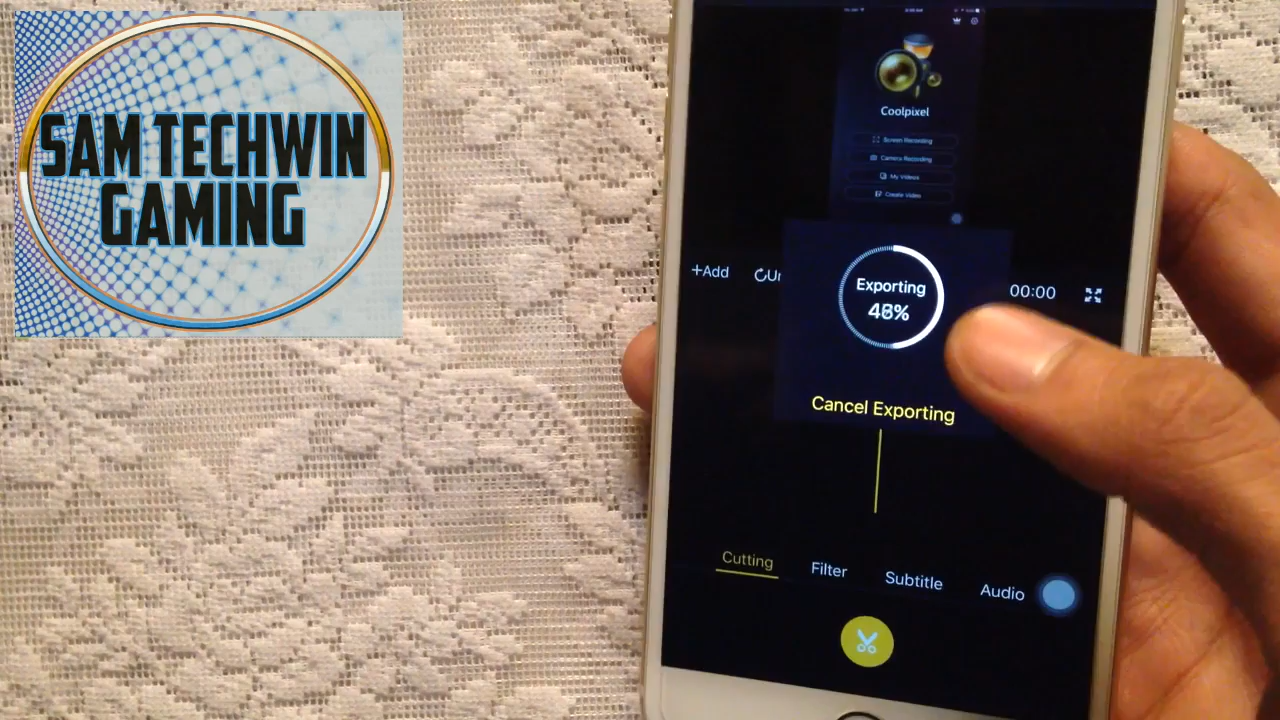 SAM TECHWIN
GAMING
Coolpixel
Screen Recording
Camera Recording
My Videos
Create Video
+Add
00:00
Exporting
Cancel Exporting
Cutting
Filter
Subtitle
Audio